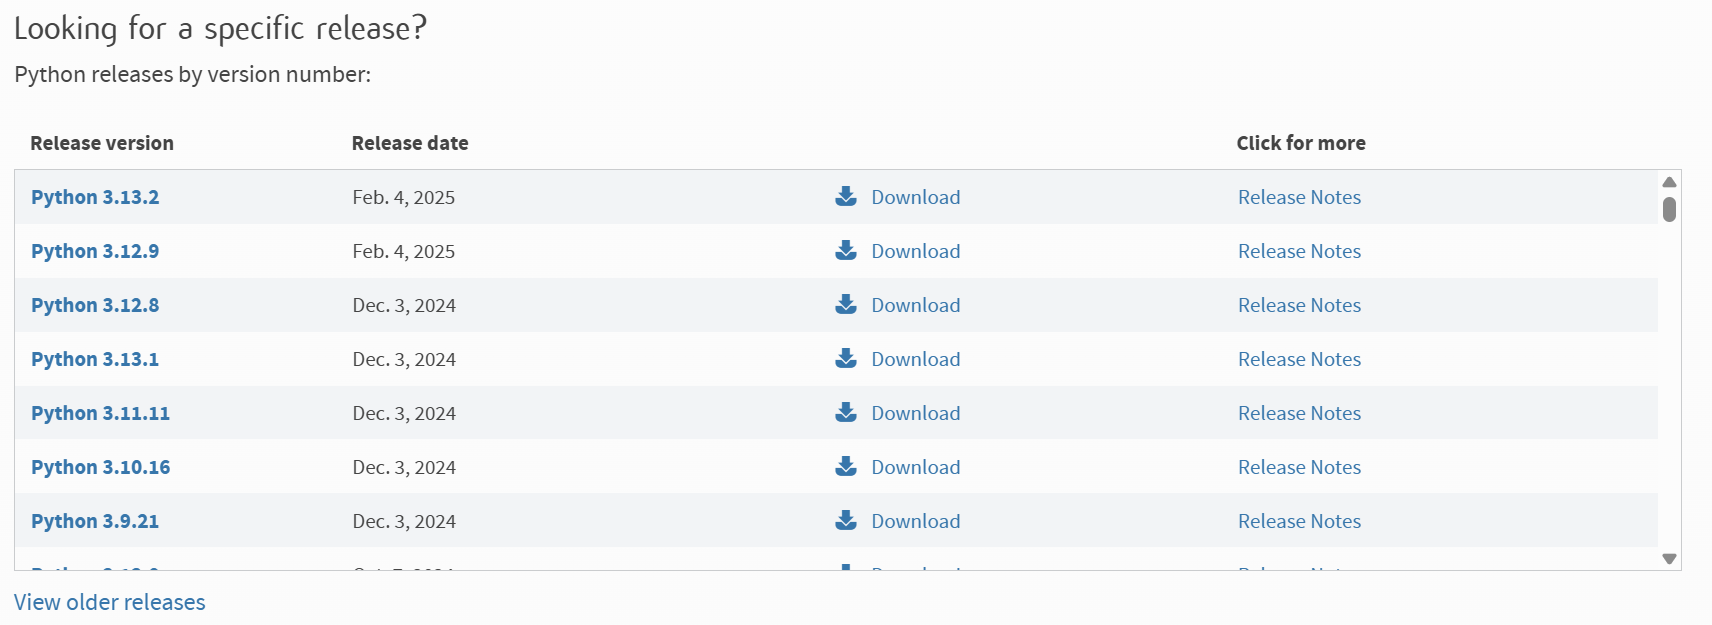 Looking for a specific release?
Python releases by version number:
Release version Release date Click for more
Python 3.13.2 Feb. 4, 2025 Download Release Notes
Python 3.12.9 Feb. 4, 2025 Download Release Notes
Python 3.12.8 Dec. 3, 2024 Download Release Notes
Python 3.13.1 Dec. 3, 2024 Download Release Notes
Python 3.11.11 Dec. 3, 2024 Download Release Notes
Python 3.10.16 Dec. 3, 2024 Download Release Notes
Python 3.9.21 Dec. 3, 2024 Download Release Notes
View older releases